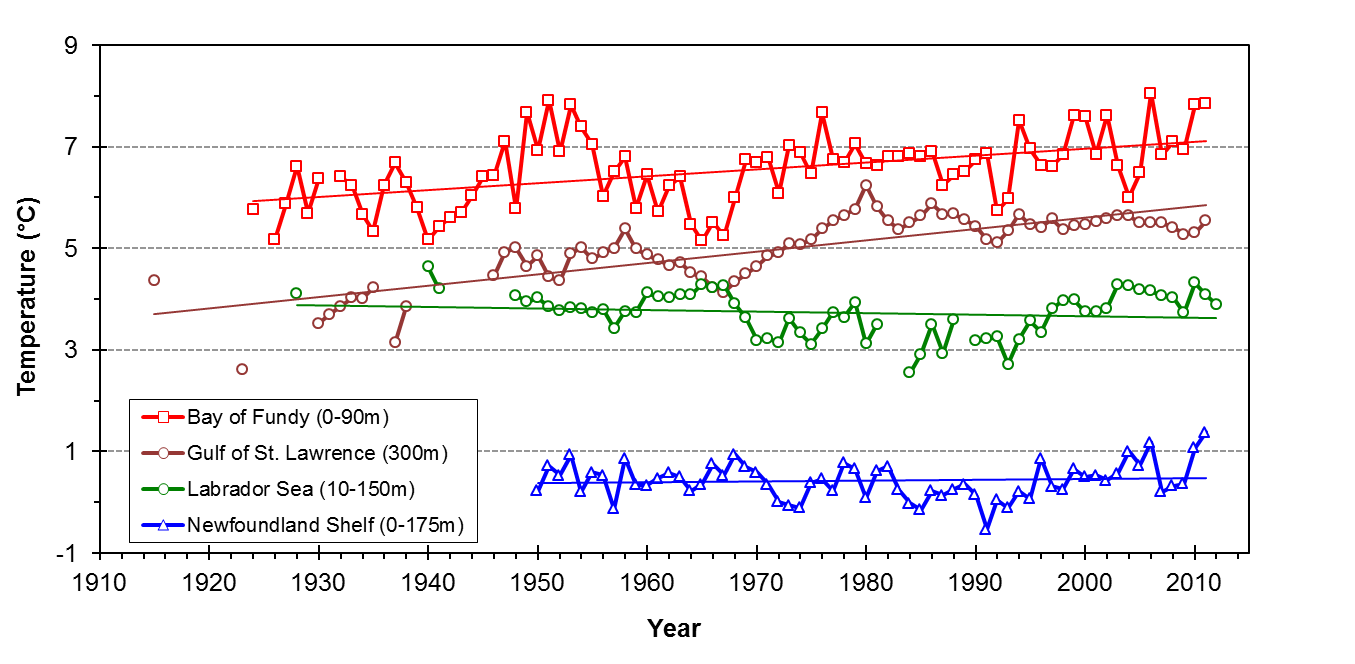 9
7
5
3
1
-1
Temperature (°C)
Bay of Fundy (0-90m)
Gulf of St. Lawrence (300m)
Labrador Sea (10-150m)
Newfoundland Shelf (0-175m)
1910 1920 1930 1940 1950 1960 1970 1980 1990 2000 2010
Year